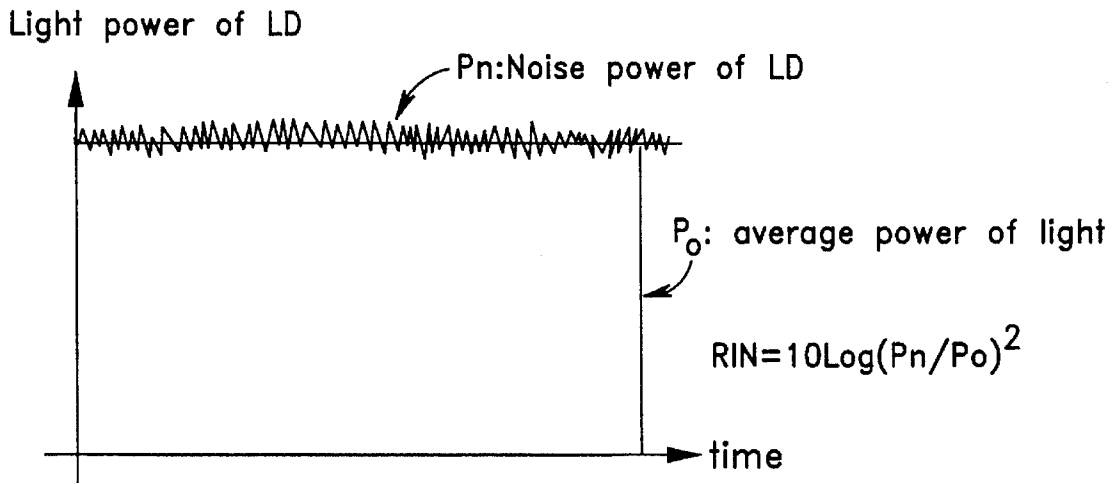 Light power of LD
Pn:Noise power of LD
Po: average power of light
RIN=10Log(Pn/Po)2
time